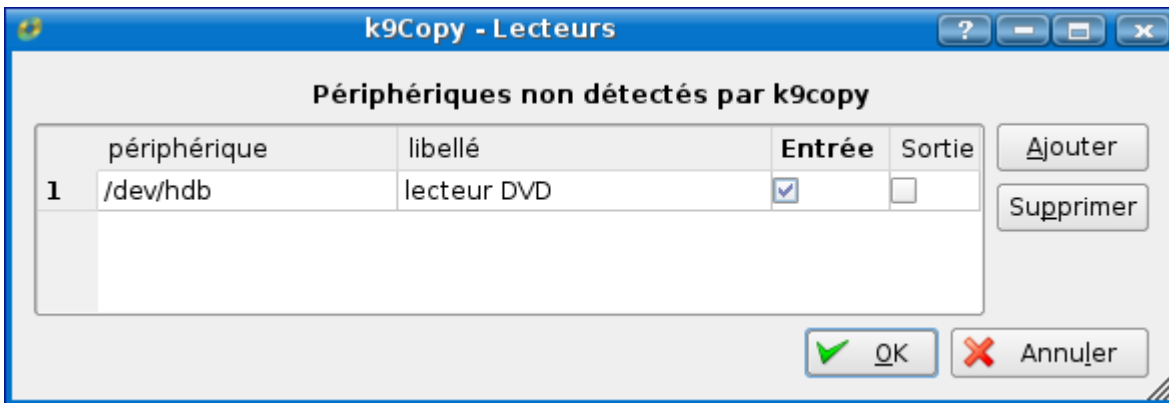 k9Copy - Lecteurs
Périphériques non détectés par k9copy
périphérique libellé Entrée Sortie
1 /dev/hdb lecteur DVD
Ajouter
Supprimer
OK Annuler